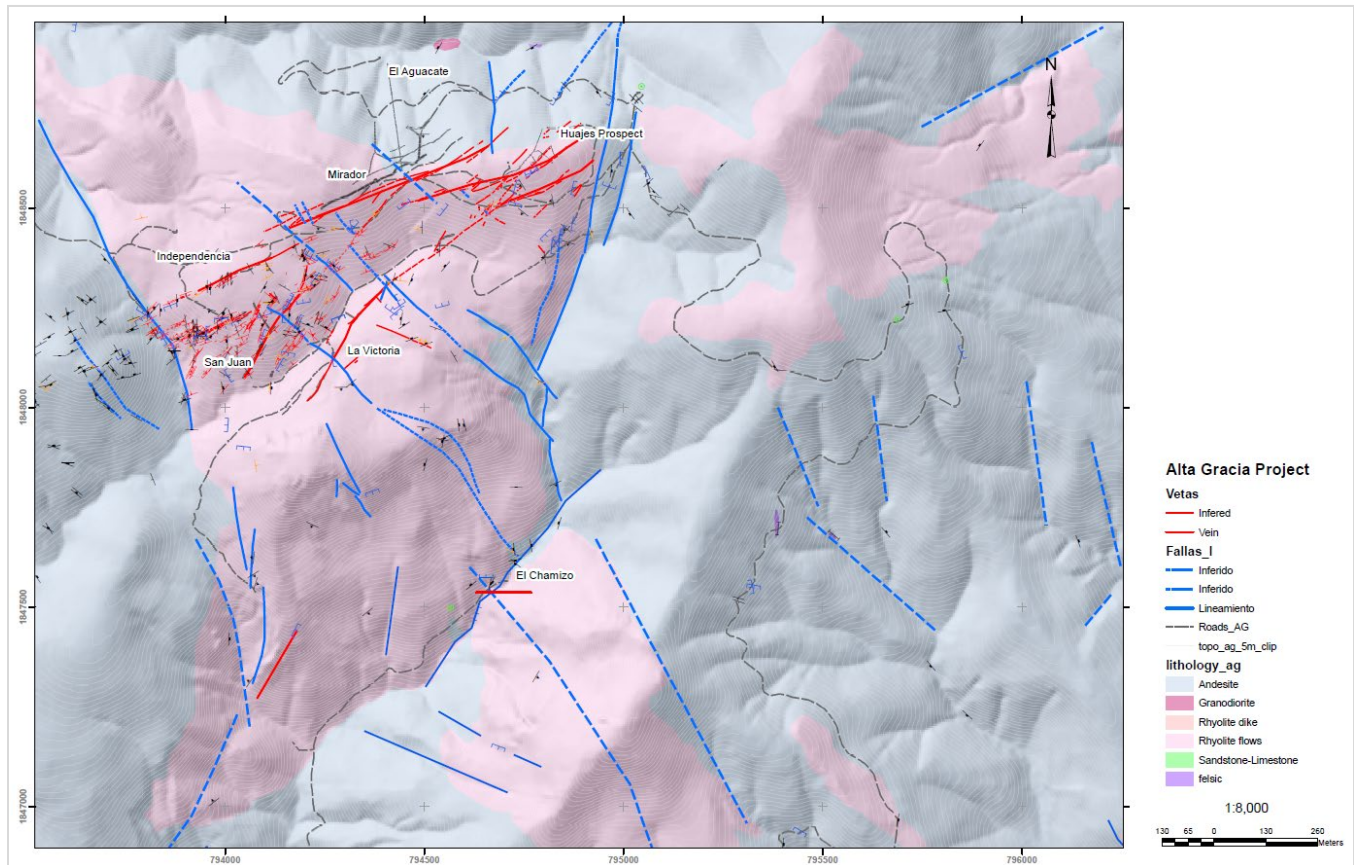 El Aguacate
N
Huajes Prospect
Mirador
Independencia
San Juan
La Victoria
El Chamizo
1848500
1848000
1847500
1847000
794000
794500
795000
795500
796000
Alta Gracia Project
Vetas
Infered
Vein
Fallas_I
Inferido
Inferido
Lineamiento
Roads_AG
topo_ag_5m_clip
lithology_ag
Andesite
Granodiorite
Rhyolite dike
Rhyolite flows
Sandstone-Limestone
felsic
1:8,000
130 65 0 130 260
Meters